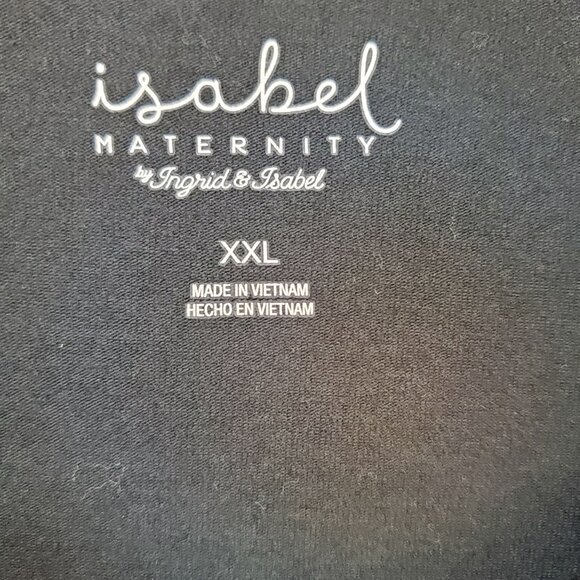 isabel
MATERNITY
by Ingrid & Isabel
XXL
MADE IN VIETNAM
HECHO EN VIETNAM